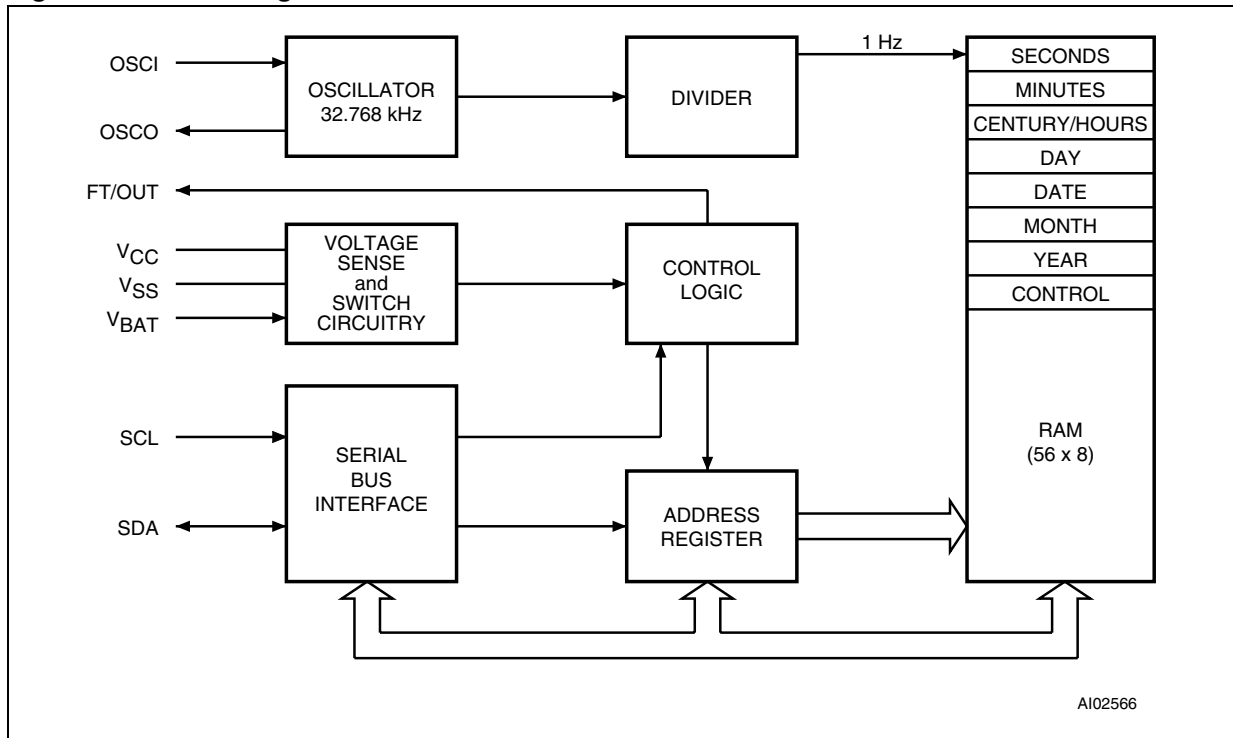 OSCI
OSCO
FT/OUT
VCC
VSS
VBAT
SCL
SDA
OSCILLATOR
32.768 kHz
VOLTAGE
SENSE
and
SWITCH
CIRCUITRY
SERIAL
BUS
INTERFACE
DIVIDER
CONTROL
LOGIC
ADDRESS
REGISTER
1 Hz
SECONDS
MINUTES
CENTURY/HOURS
DAY
DATE
MONTH
YEAR
CONTROL
RAM
(56 x 8)
AI02566